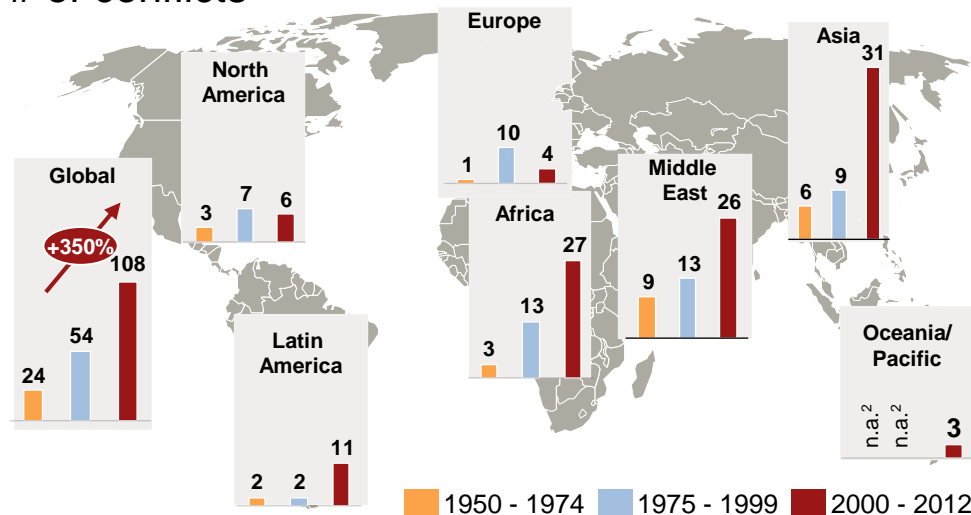 # of conflicts
Global
+350%
24
54
108
North
America
3
7
6
Latin
America
2
2
11
Europe
1
10
4
Africa
3
13
27
Middle
East
9
13
26
Asia
6
9
31
Oceania/
Pacific
n.a.²
n.a.²
3
1950 - 1974
1975 - 1999
2000 - 2012